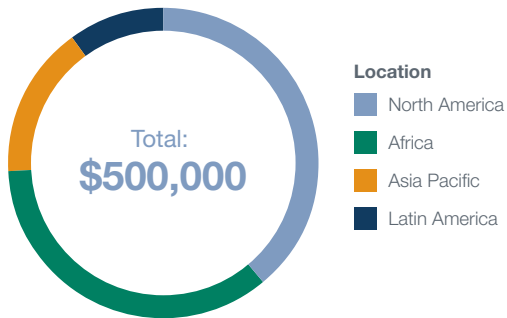 Total:
$500,000
Location
North America
Africa
Asia Pacific
Latin America